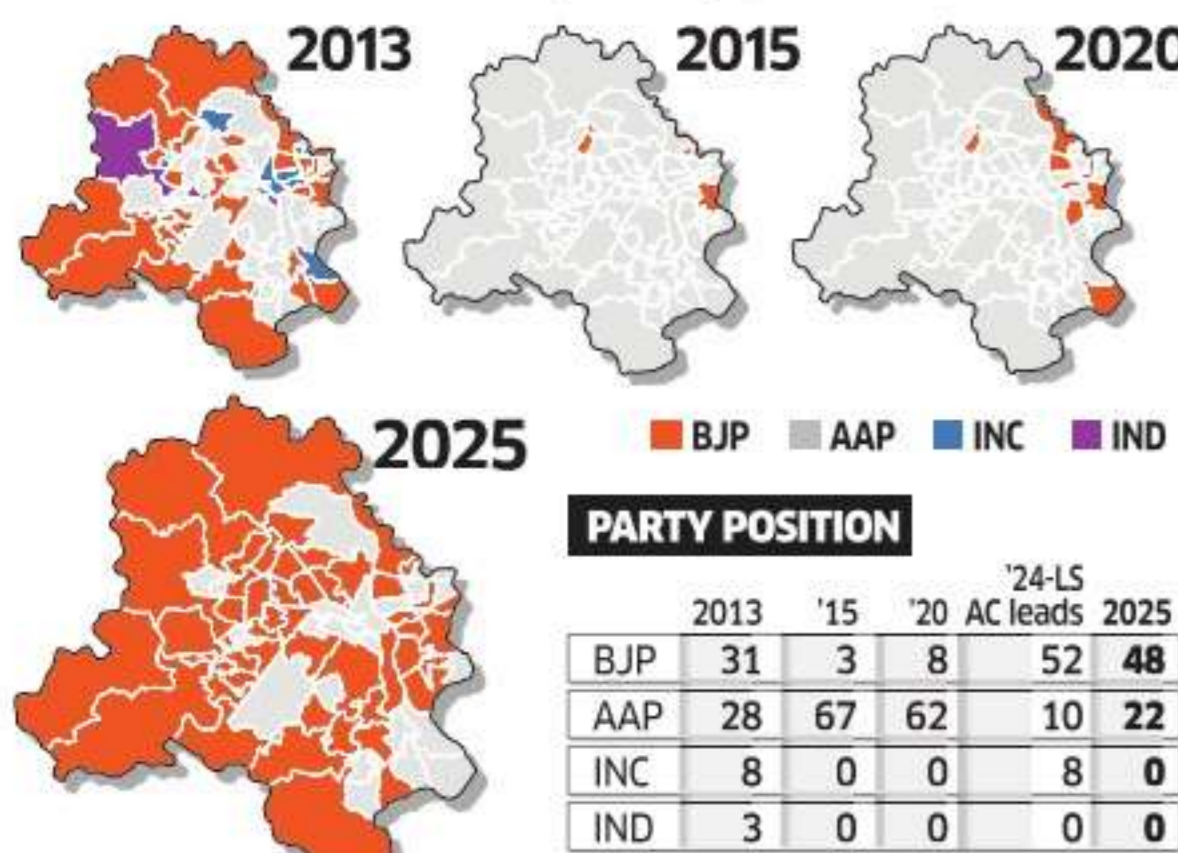 2013
2015
2020
2025
BJP AAP INC IND
PARTY POSITION
'24-LS
2013 '15 '20 AC leads 2025
BJP 31 3 8 52 48
AAP 28 67 62 10 22
INC 8 0 0 8 0
IND 3 0 0 0 0